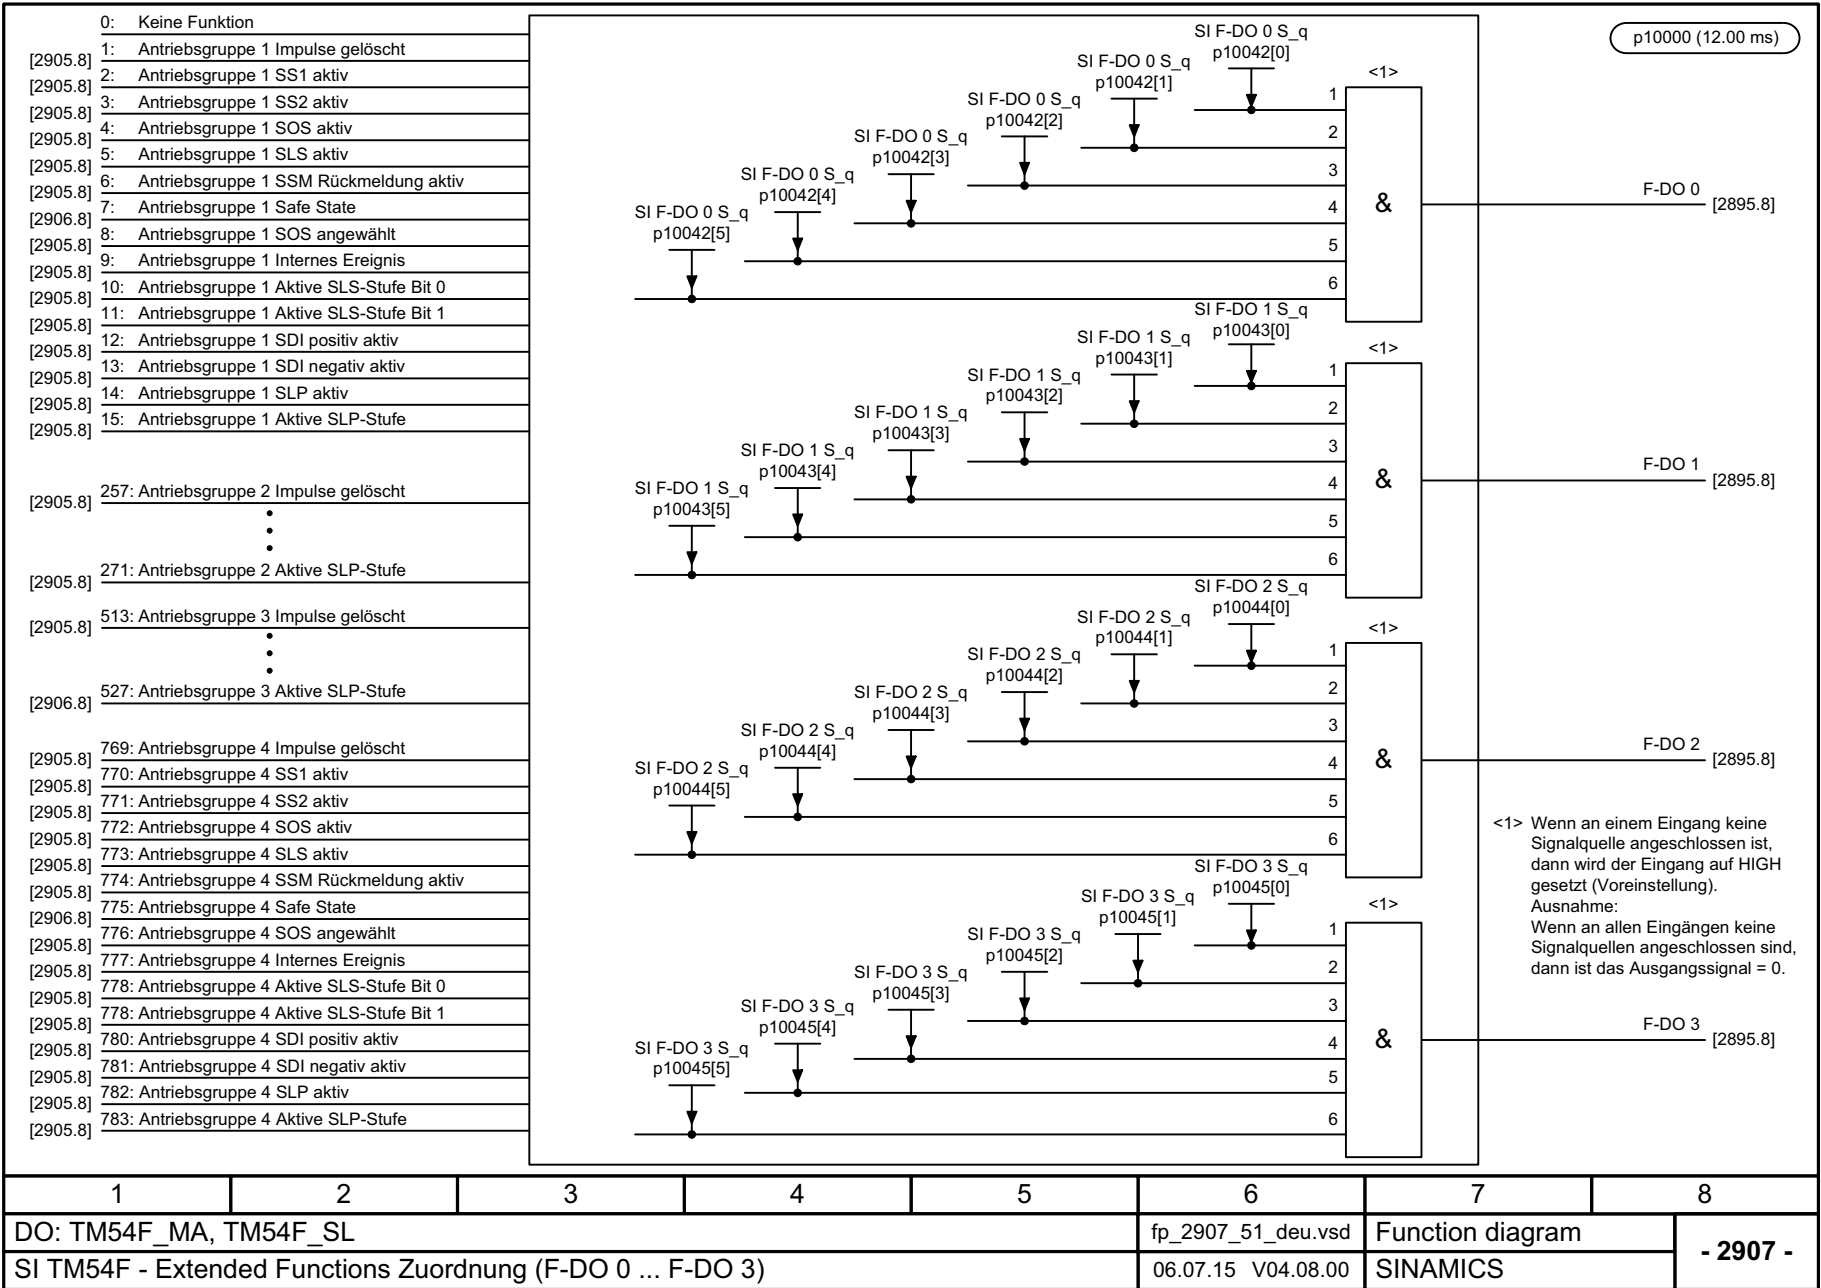 0: Keine Funktion
[2905.8] 1: Antriebsgruppe 1 Impulse gelöscht
[2905.8] 2: Antriebsgruppe 1 SS1 aktiv
[2905.8] 3: Antriebsgruppe 1 SS2 aktiv
[2905.8] 4: Antriebsgruppe 1 SOS aktiv
[2905.8] 5: Antriebsgruppe 1 SLS aktiv
[2905.8] 6: Antriebsgruppe 1 SSM Rückmeldung aktiv
[2906.8] 7: Antriebsgruppe 1 Safe State
[2905.8] 8: Antriebsgruppe 1 SOS angewählt
[2905.8] 9: Antriebsgruppe 1 Internes Ereignis
[2905.8] 10: Antriebsgruppe 1 Aktive SLS-Stufe Bit 0
[2905.8] 11: Antriebsgruppe 1 Aktive SLS-Stufe Bit 1
[2905.8] 12: Antriebsgruppe 1 SDI positiv aktiv
[2905.8] 13: Antriebsgruppe 1 SDI negativ aktiv
[2905.8] 14: Antriebsgruppe 1 SLP aktiv
[2905.8] 15: Antriebsgruppe 1 Aktive SLP-Stufe
[2905.8] 257: Antriebsgruppe 2 Impulse gelöscht
[2905.8] 271: Antriebsgruppe 2 Aktive SLP-Stufe
[2905.8] 513: Antriebsgruppe 3 Impulse gelöscht
[2906.8] 527: Antriebsgruppe 3 Aktive SLP-Stufe
[2905.8] 769: Antriebsgruppe 4 Impulse gelöscht
[2905.8] 770: Antriebsgruppe 4 SS1 aktiv
[2905.8] 771: Antriebsgruppe 4 SS2 aktiv
[2905.8] 772: Antriebsgruppe 4 SOS aktiv
[2905.8] 773: Antriebsgruppe 4 SLS aktiv
[2905.8] 774: Antriebsgruppe 4 SSM Rückmeldung aktiv
[2906.8] 775: Antriebsgruppe 4 Safe State
[2905.8] 776: Antriebsgruppe 4 SOS angewählt
[2905.8] 777: Antriebsgruppe 4 Internes Ereignis
[2905.8] 778: Antriebsgruppe 4 Aktive SLS-Stufe Bit 0
[2905.8] 778: Antriebsgruppe 4 Aktive SLS-Stufe Bit 1
[2905.8] 780: Antriebsgruppe 4 SDI positiv aktiv
[2905.8] 781: Antriebsgruppe 4 SDI negativ aktiv
[2905.8] 782: Antriebsgruppe 4 SLP aktiv
[2905.8] 783: Antriebsgruppe 4 Aktive SLP-Stufe
p10000 (12.00 ms)
SI F-DO 0 S_q
p10042[0]
SI F-DO 0 S_q
p10042[1]
SI F-DO 0 S_q
p10042[2]
SI F-DO 0 S_q
p10042[3]
SI F-DO 0 S_q
p10042[4]
SI F-DO 0 S_q
p10042[5]
<1>
1
2
3
4
5
6
&
F-DO 0
[2895.8]
SI F-DO 1 S_q
p10043[0]
SI F-DO 1 S_q
p10043[1]
SI F-DO 1 S_q
p10043[2]
SI F-DO 1 S_q
p10043[3]
SI F-DO 1 S_q
p10043[4]
SI F-DO 1 S_q
p10043[5]
<1>
1
2
3
4
5
6
&
F-DO 1
[2895.8]
SI F-DO 2 S_q
p10044[0]
SI F-DO 2 S_q
p10044[1]
SI F-DO 2 S_q
p10044[2]
SI F-DO 2 S_q
p10044[3]
SI F-DO 2 S_q
p10044[4]
SI F-DO 2 S_q
p10044[5]
<1>
1
2
3
4
5
6
&
F-DO 2
[2895.8]
SI F-DO 3 S_q
p10045[0]
SI F-DO 3 S_q
p10045[1]
SI F-DO 3 S_q
p10045[2]
SI F-DO 3 S_q
p10045[3]
SI F-DO 3 S_q
p10045[4]
SI F-DO 3 S_q
p10045[5]
<1>
1
2
3
4
5
6
&
F-DO 3
[2895.8]
<1> Wenn an einem Eingang keine
Signalquelle angeschlossen ist,
dann wird der Eingang auf HIGH
gesetzt (Voreinstellung).
Ausnahme:
Wenn an allen Eingängen keine
Signalquellen angeschlossen sind,
dann ist das Ausgangssignal = 0.
1 2 3 4 5 6 7 8
DO: TM54F_MA, TM54F_SL
fp_2907_51_deu.vsd
Function diagram
- 2907 -
SI TM54F - Extended Functions Zuordnung (F-DO 0 ... F-DO 3)
06.07.15 V04.08.00
SINAMICS